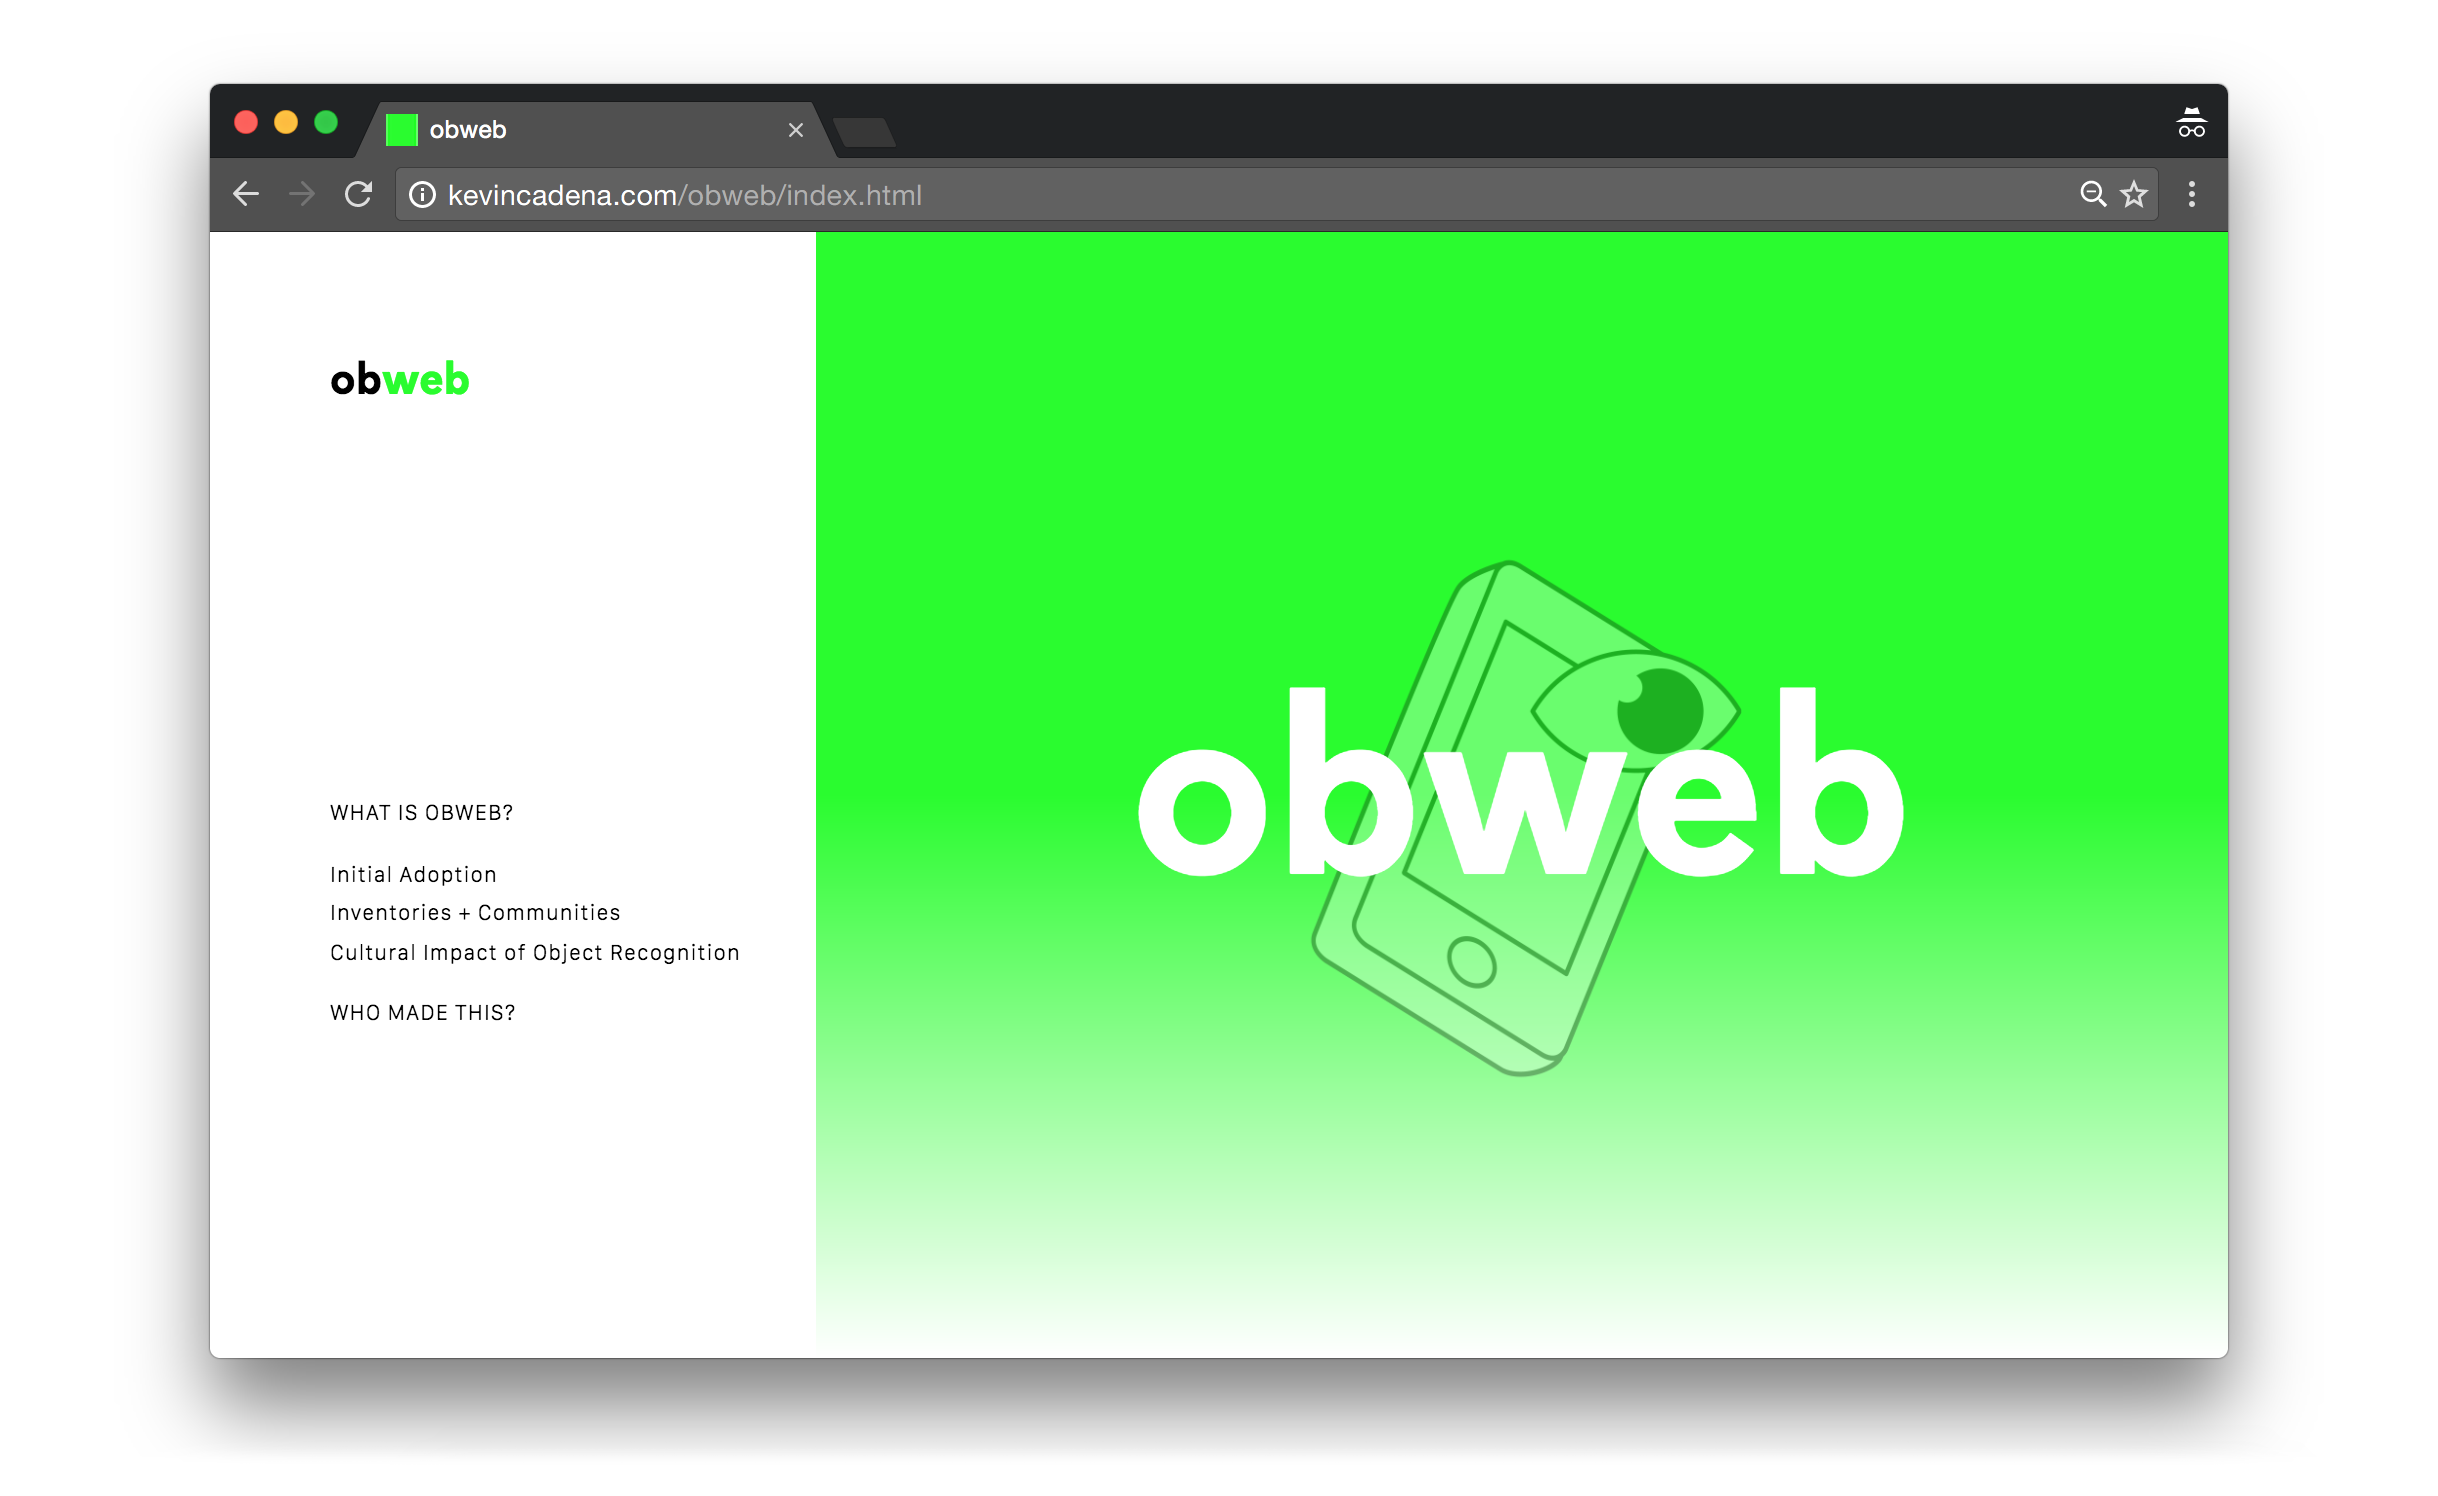 obweb
kevincadena.com/obweb/index.html
obweb
WHAT IS OBWEB?
Initial Adoption
Inventories + Communities
Cultural Impact of Object Recognition
WHO MADE THIS?
obweb